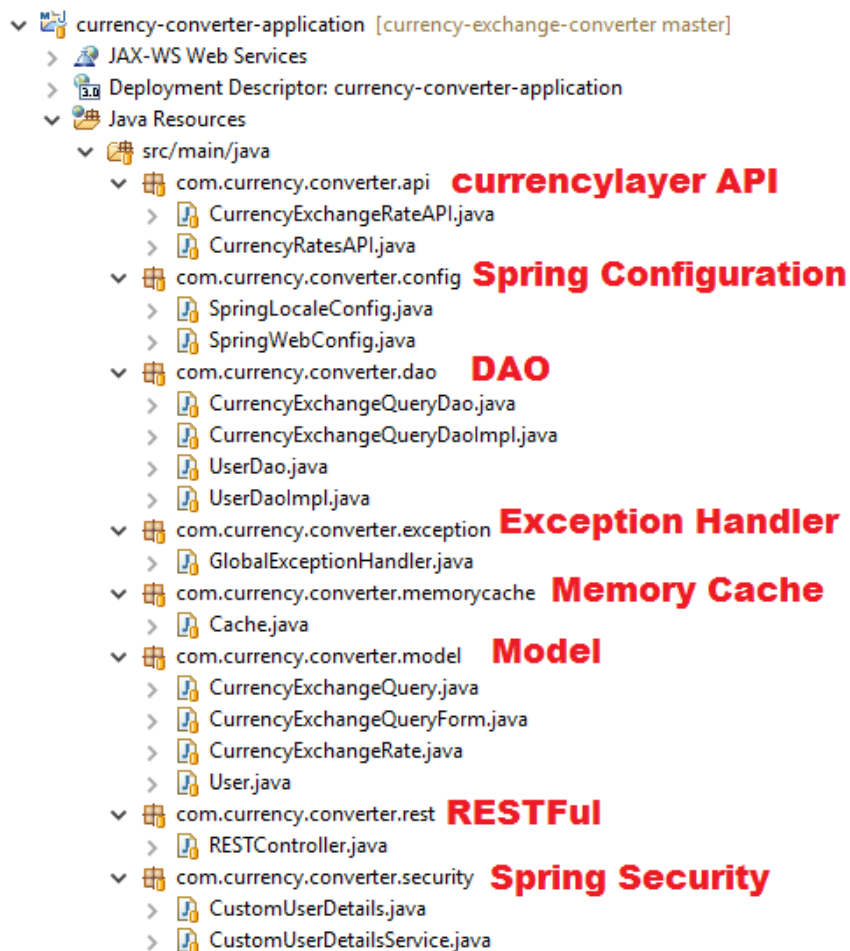 currency-converter-application [currency-exchange-converter master]
JAX-WS Web Services
Deployment Descriptor: currency-converter-application
Java Resources
src/main/java
com.currency.converter.api currencylayer API
CurrencyExchangeRateAPI.java
CurrencyRatesAPI.java
com.currency.converter.config Spring Configuration
SpringLocaleConfig.java
SpringWebConfig.java
com.currency.converter.dao DAO
CurrencyExchangeQueryDao.java
CurrencyExchangeQueryDaoImpl.java
UserDao.java
UserDaoImpl.java
com.currency.converter.exception Exception Handler
GlobalExceptionHandler.java
com.currency.converter.memorycache Memory Cache
Cache.java
com.currency.converter.model Model
CurrencyExchangeQuery.java
CurrencyExchangeQueryForm.java
CurrencyExchangeRate.java
User.java
com.currency.converter.rest RESTFul
RESTController.java
com.currency.converter.security Spring Security
CustomUserDetails.java
CustomUserDetailsService.java